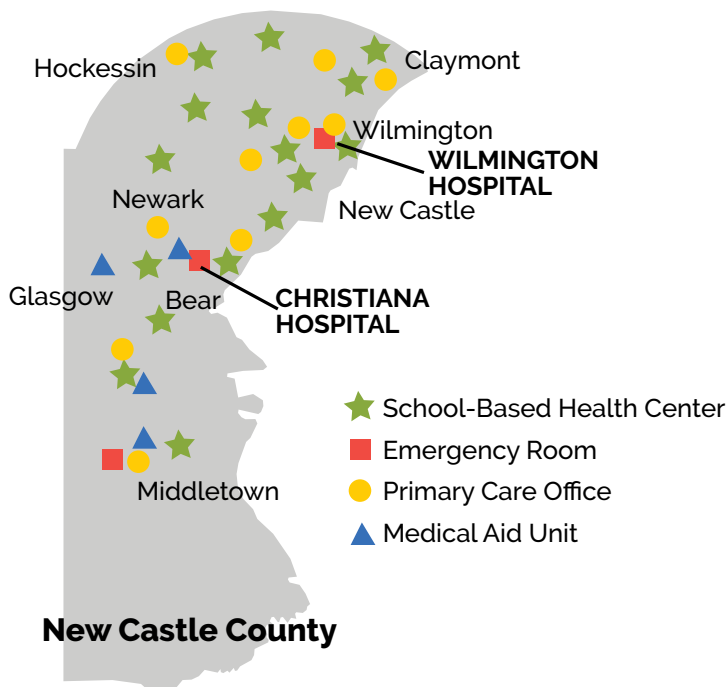 Hockessin
Claymont
Wilmington
WILMINGTON
HOSPITAL
Newark
New Castle
Glasgow
Bear
CHRISTIANA
HOSPITAL
School-Based Health Center
Emergency Room
Primary Care Office
Middletown
Medical Aid Unit
New Castle County